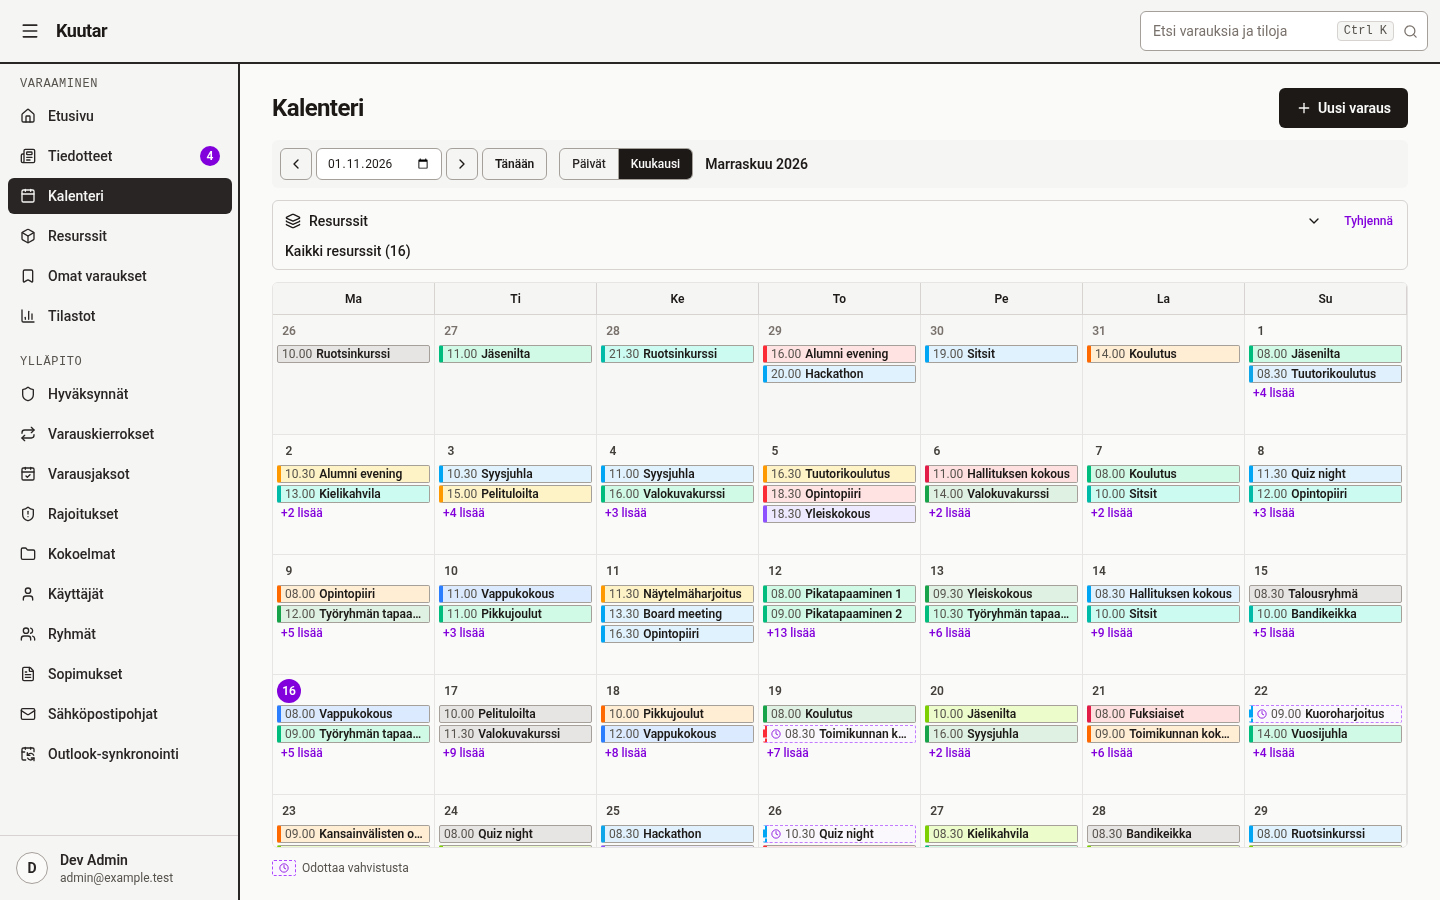 Kuutar
Etsi varauksia ja tiloja Ctrl K
VARAAMINEN
Etusivu
Tiedotteet 4
Kalenteri
Resurssit
Omat varaukset
Tilastot
YLLÄPITO
Hyväksynnät
Varauskierrokset
Varausjaksot
Rajoitukset
Kokoelmat
Käyttäjät
Ryhmät
Sopimukset
Sähköpostipohjat
Outlook-synkronointi
D
Dev Admin
admin@example.test
Kalenteri
Uusi varaus
01.11.2026 Tänään Päivät Kuukausi Marraskuu 2026
Resurssit Tyhjennä
Kaikki resurssit (16)
Ma Ti Ke To Pe La Su
26 27 28 29 30 31 1
10.00 Ruotsinkurssi 11.00 Jäsenilta 21.30 Ruotsinkurssi 16.00 Alumni evening 19.00 Sitsit 14.00 Koulutus 08.00 Jäsenilta
20.00 Hackathon 08.30 Tuutorikoulutus
+4 lisää
2 3 4 5 6 7 8
10.30 Alumni evening 10.30 Syysjuhla 11.00 Syysjuhla 16.30 Tuutorikoulutus 11.00 Hallituksen kokous 08.00 Koulutus 11.30 Quiz night
13.00 Kielikahvila 15.00 Pelituloilta 16.00 Valokuvakurssi 18.30 Opintopiiri 14.00 Valokuvakurssi 10.00 Sitsit 12.00 Opintopiiri
+2 lisää +4 lisää +3 lisää 18.30 Yleiskokous +2 lisää +2 lisää +3 lisää
9 10 11 12 13 14 15
08.00 Opintopiiri 11.00 Vappukokous 11.30 Näytelmäharjoitus 08.00 Pikatapaaminen 1 09.30 Yleiskokous 08.30 Hallituksen kokous 08.30 Talousryhmä
12.00 Työryhmän tapaa… 11.00 Pikkujoulut 13.30 Board meeting 09.00 Pikatapaaminen 2 10.30 Työryhmän tapaa… 10.00 Sitsit 10.00 Bandikeikka
+5 lisää +3 lisää 16.30 Opintopiiri +13 lisää +6 lisää +9 lisää +5 lisää
16 17 18 19 20 21 22
08.00 Vappukokous 10.00 Pelituloilta 10.00 Pikkujoulut 08.00 Koulutus 10.00 Jäsenilta 08.00 Fuksiaiset 09.00 Kuoroharjoitus
09.00 Työryhmän tapaa… 11.30 Valokuvakurssi 12.00 Vappukokous 08.30 Toimikunnan k… 16.00 Syysjuhla 09.00 Toimikunnan kok… 14.00 Vuosijuhla
+5 lisää +9 lisää +8 lisää +7 lisää +2 lisää +6 lisää +4 lisää
23 24 25 26 27 28 29
09.00 Kansainvälisten o… 08.00 Quiz night 08.30 Hackathon 10.30 Quiz night 08.30 Kielikahvila 08.30 Bandikeikka 08.00 Ruotsinkurssi
Odottaa vahvistusta